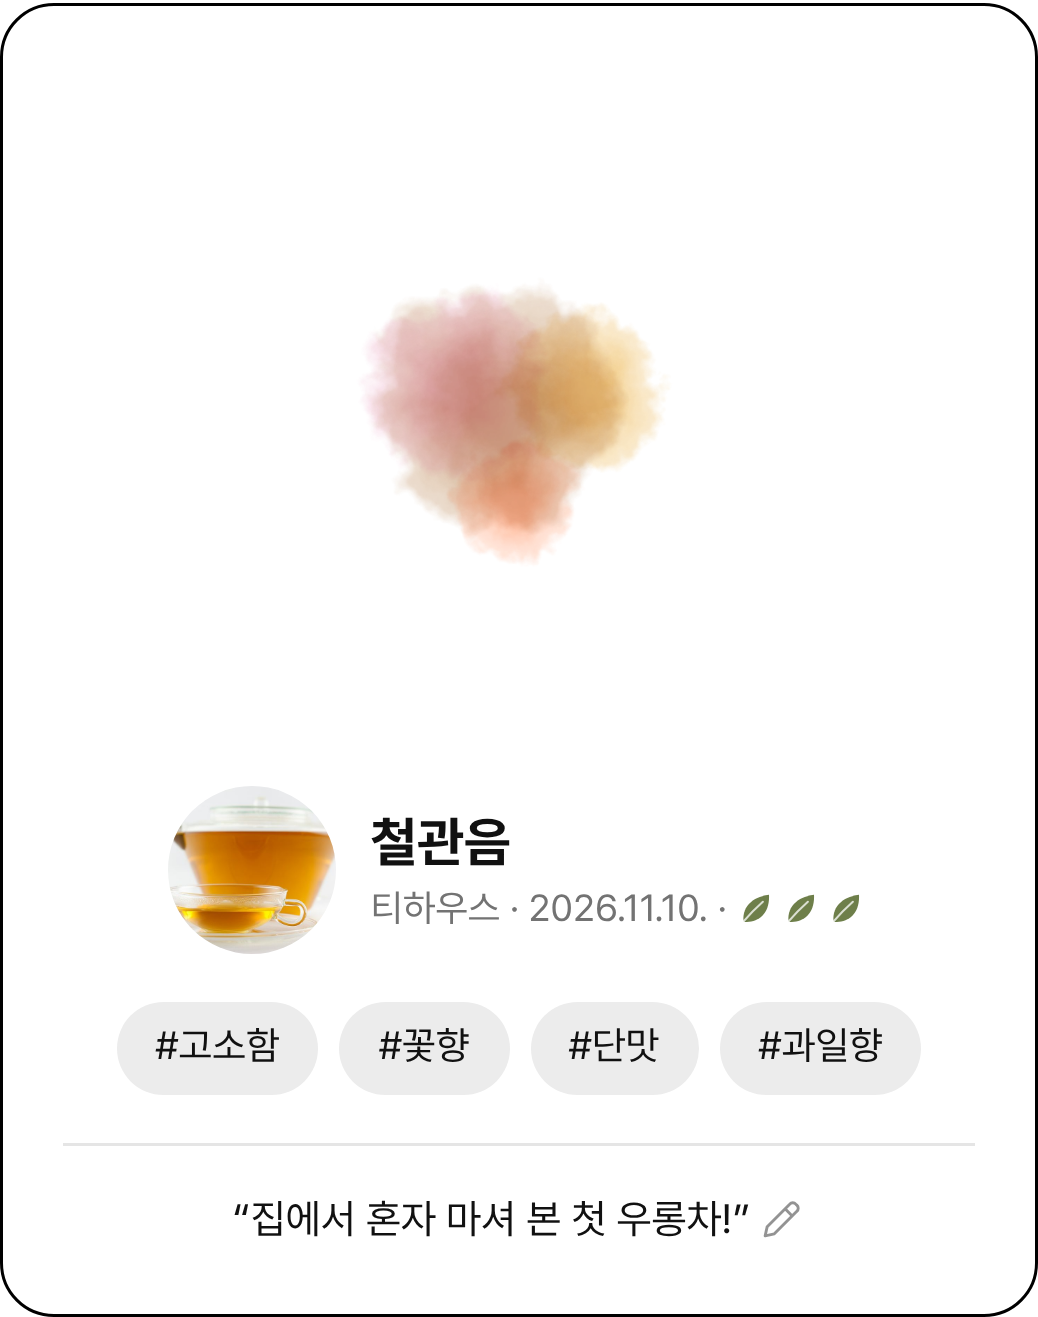 철관음
티하우스 · 2026.11.10. ·
#고소함 #꽃향 #단맛 #과일향
“집에서 혼자 마셔 본 첫 우롱차!”